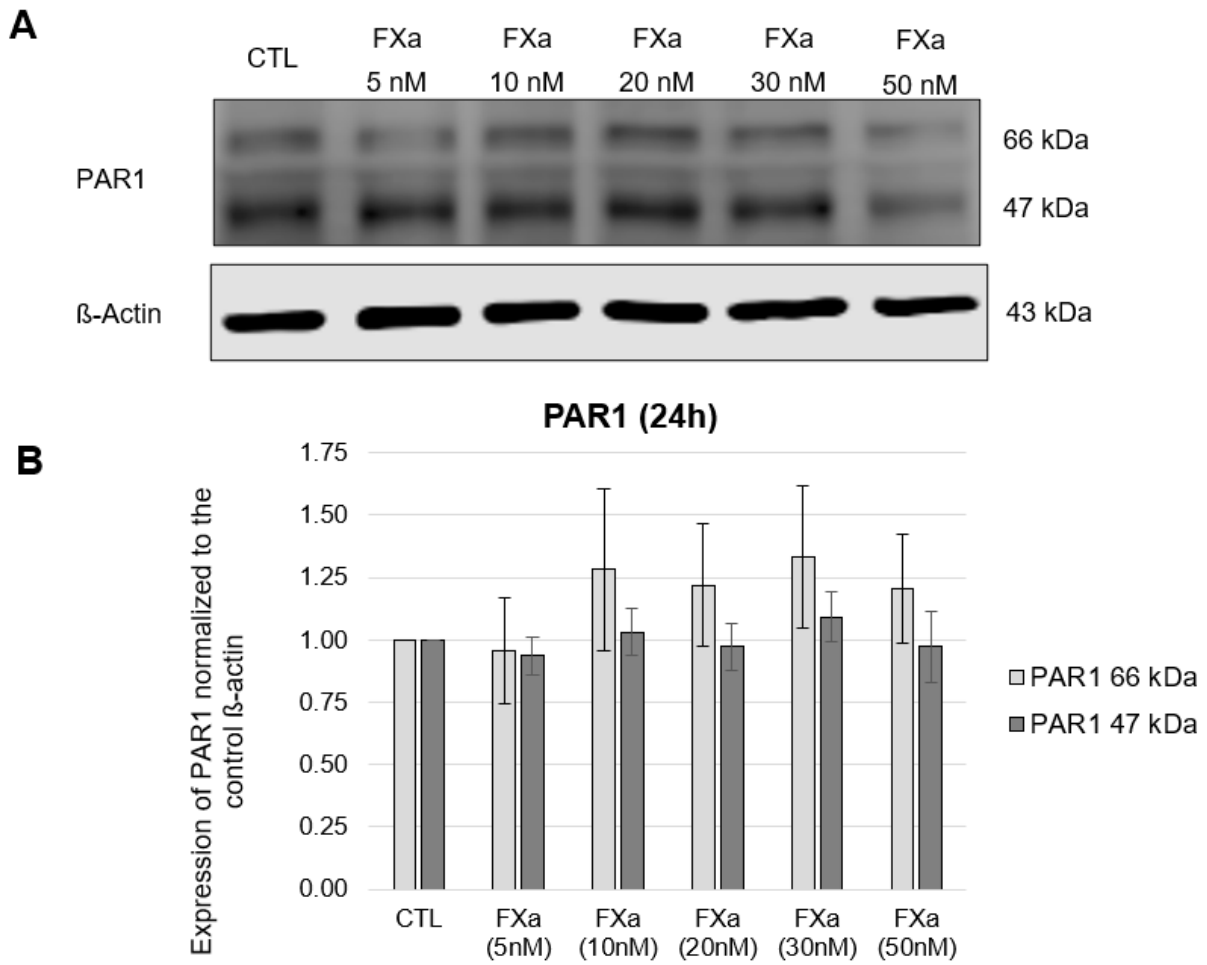 A
CTL
FXa
5 nM
FXa
10 nM
FXa
20 nM
FXa
30 nM
FXa
50 nM
PAR1
66 kDa
47 kDa
ß-Actin
43 kDa
B
PAR1 (24h)
Expression of PAR1 normalized to the
control ß-actin
1.75
1.50
1.25
1.00
0.75
0.50
0.25
0.00
CTL
FXa
(5nM)
FXa
(10nM)
FXa
(20nM)
FXa
(30nM)
FXa
(50nM)
PAR1 66 kDa
PAR1 47 kDa